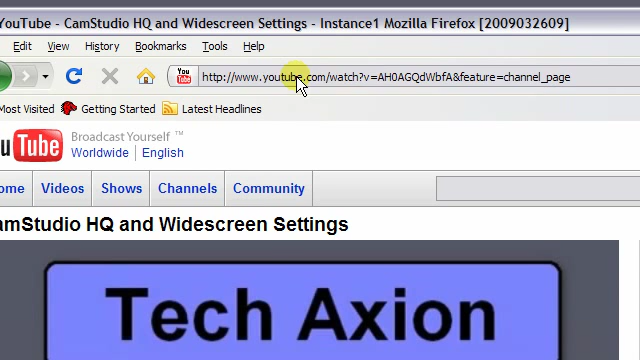 YouTube - CamStudio HQ and Widescreen Settings - Instance1 Mozilla Firefox [2009032609]
Edit View History Bookmarks Tools Help
You Tube http://www.youtube.com/watch?v=AH0AGQdWbfA&feature=channel_page
Most Visited Getting Started Latest Headlines
u Tube Broadcast Yourself ™
Worldwide English
ome Videos Shows Channels Community
amStudio HQ and Widescreen Settings
Tech Axion